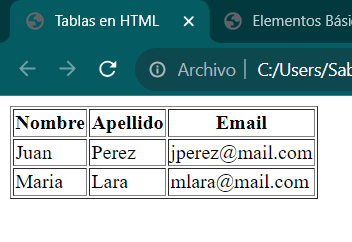 Tablas en HTML
Elementos Bási
Archivo C:/Users/Sab
Nombre Apellido Email
Juan Perez jperez@mail.com
Maria Lara mlara@mail.com